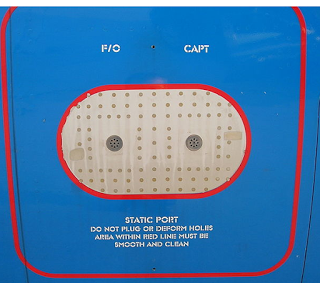 F/O CAPT
STATIC PORT
DO NOT PLUG OR DEFORM HOLES
AREA WITHIN RED LINE MUST BE
SMOOTH AND CLEAN